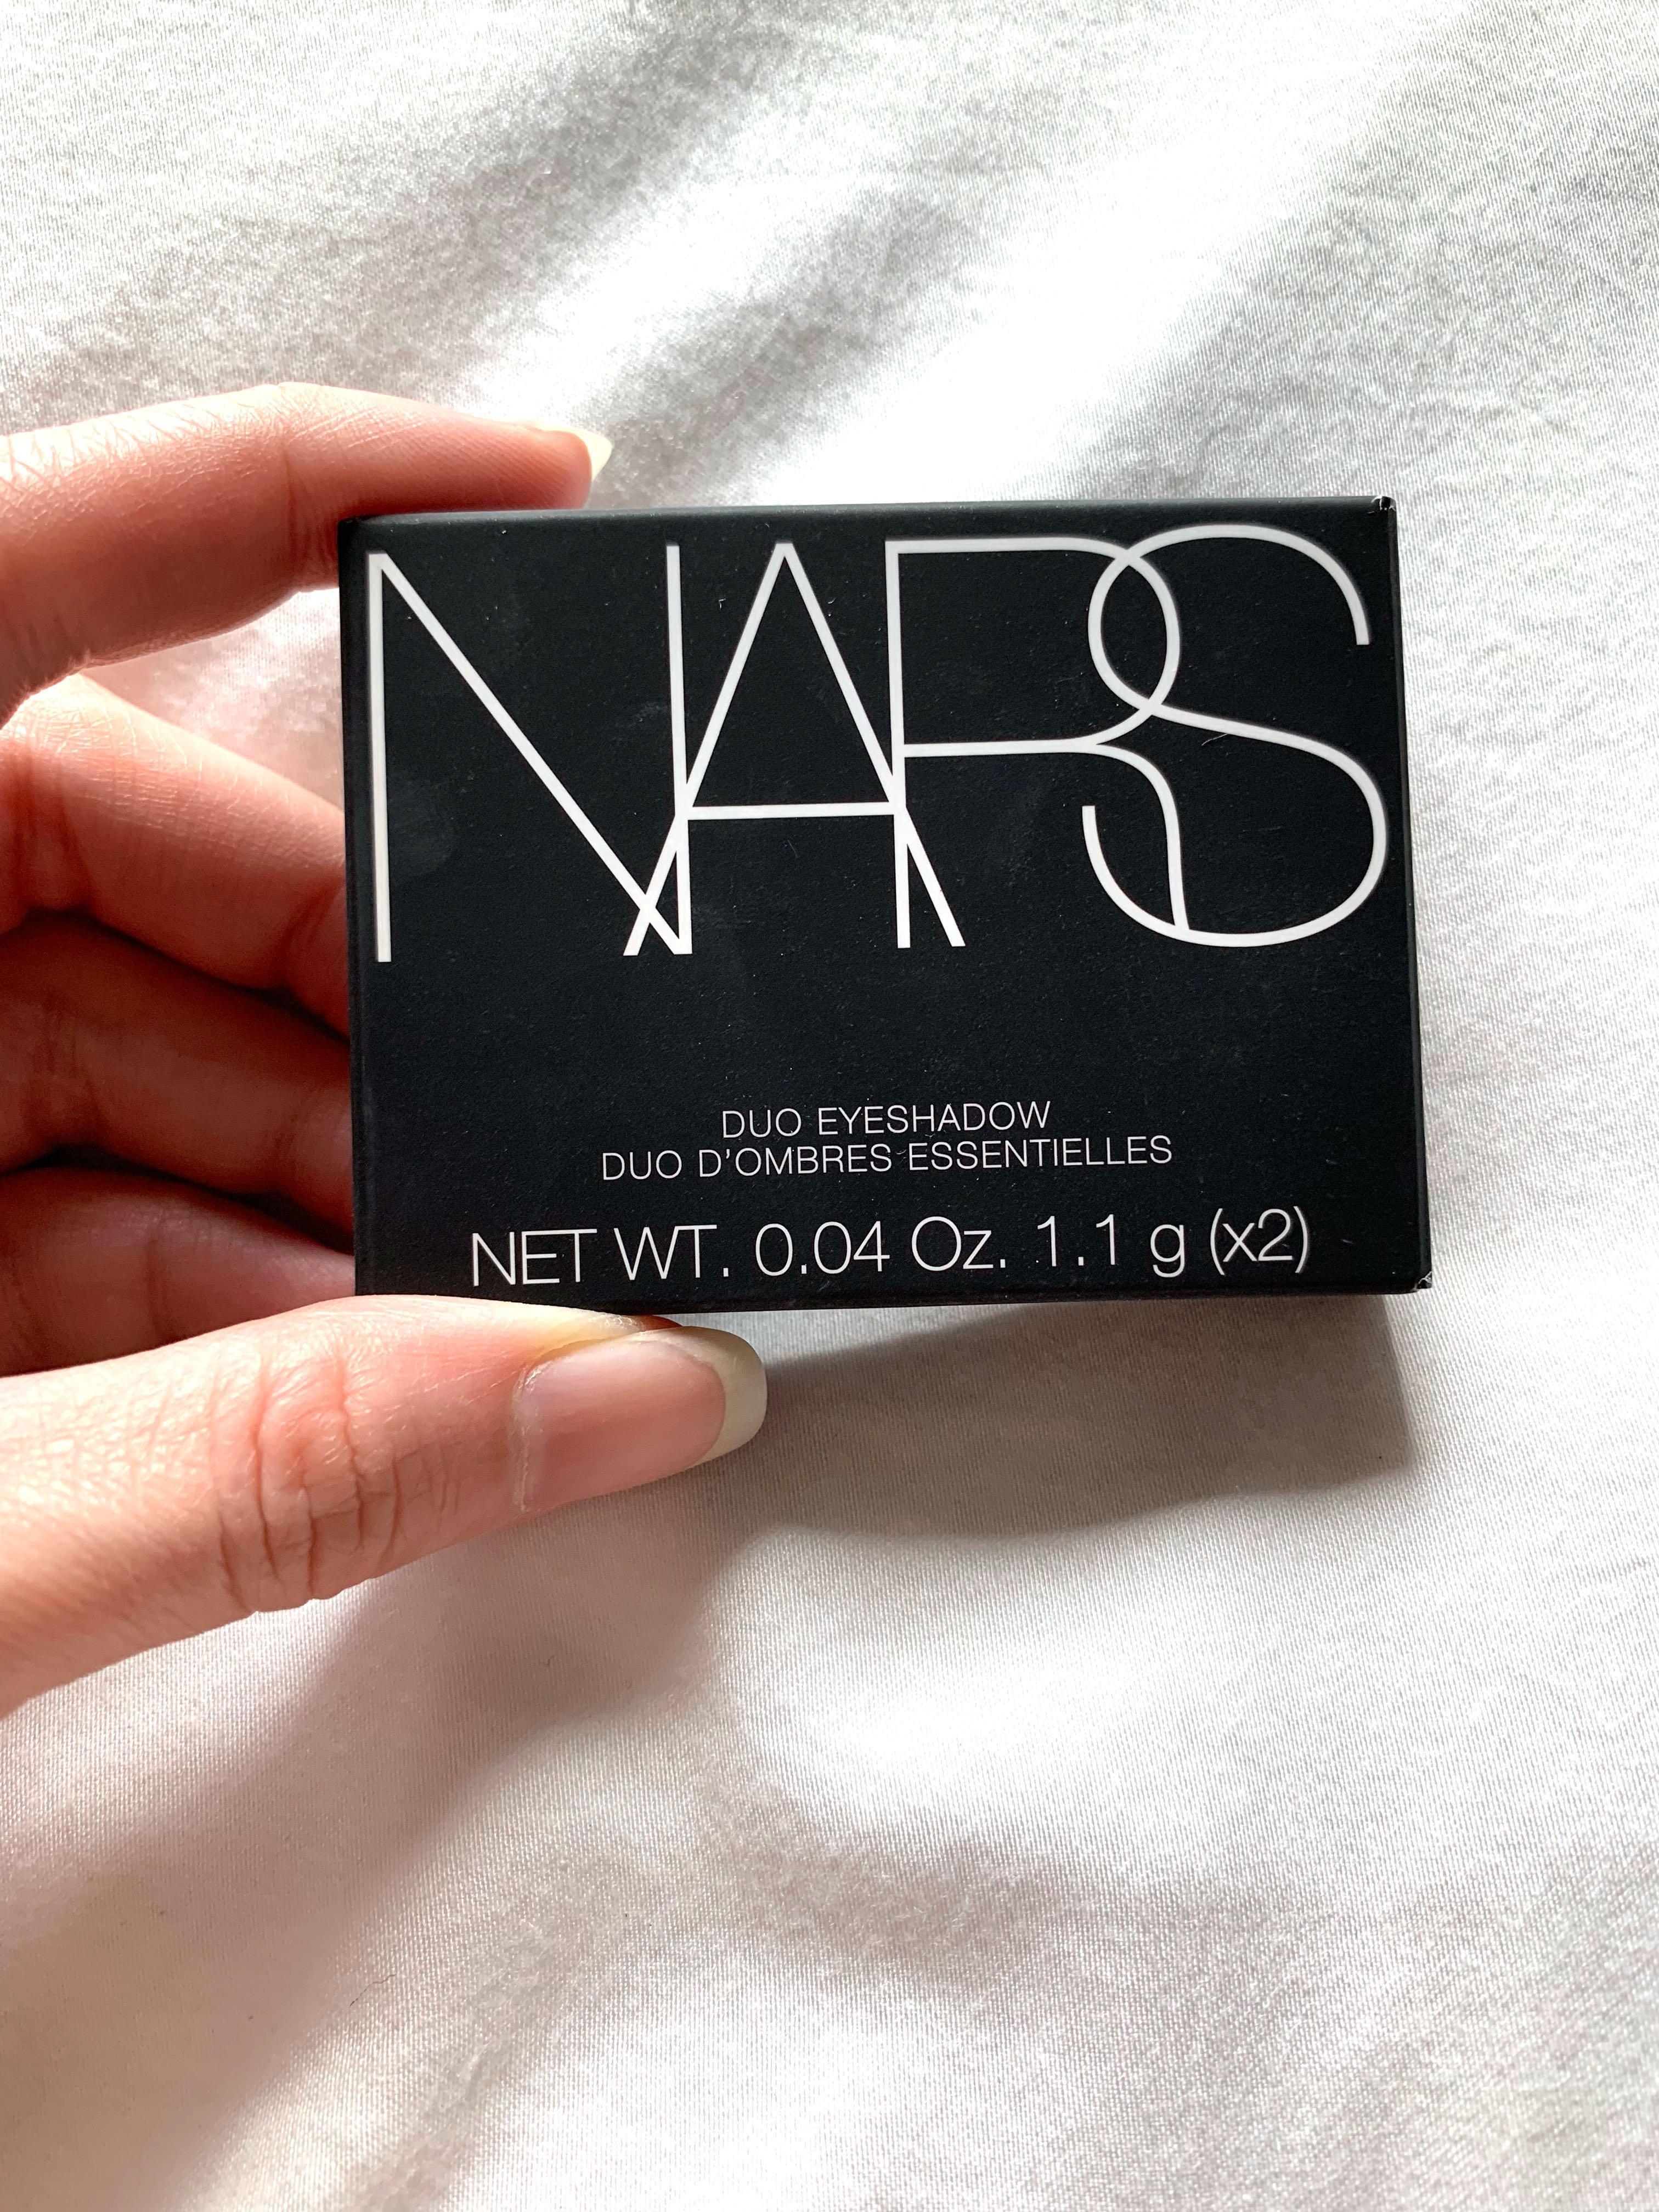 NARS
DUO EYESHADOW
DUO D'OMBRES ESSENTIELLES
NET WT. 0.04 Oz. 1.1 g (x2)